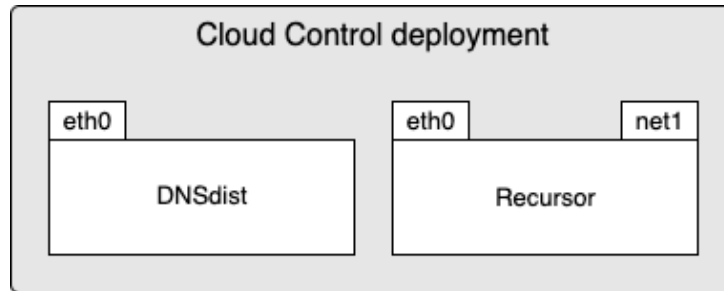 Cloud Control deployment
eth0
eth0
net1
DNSdist
Recursor